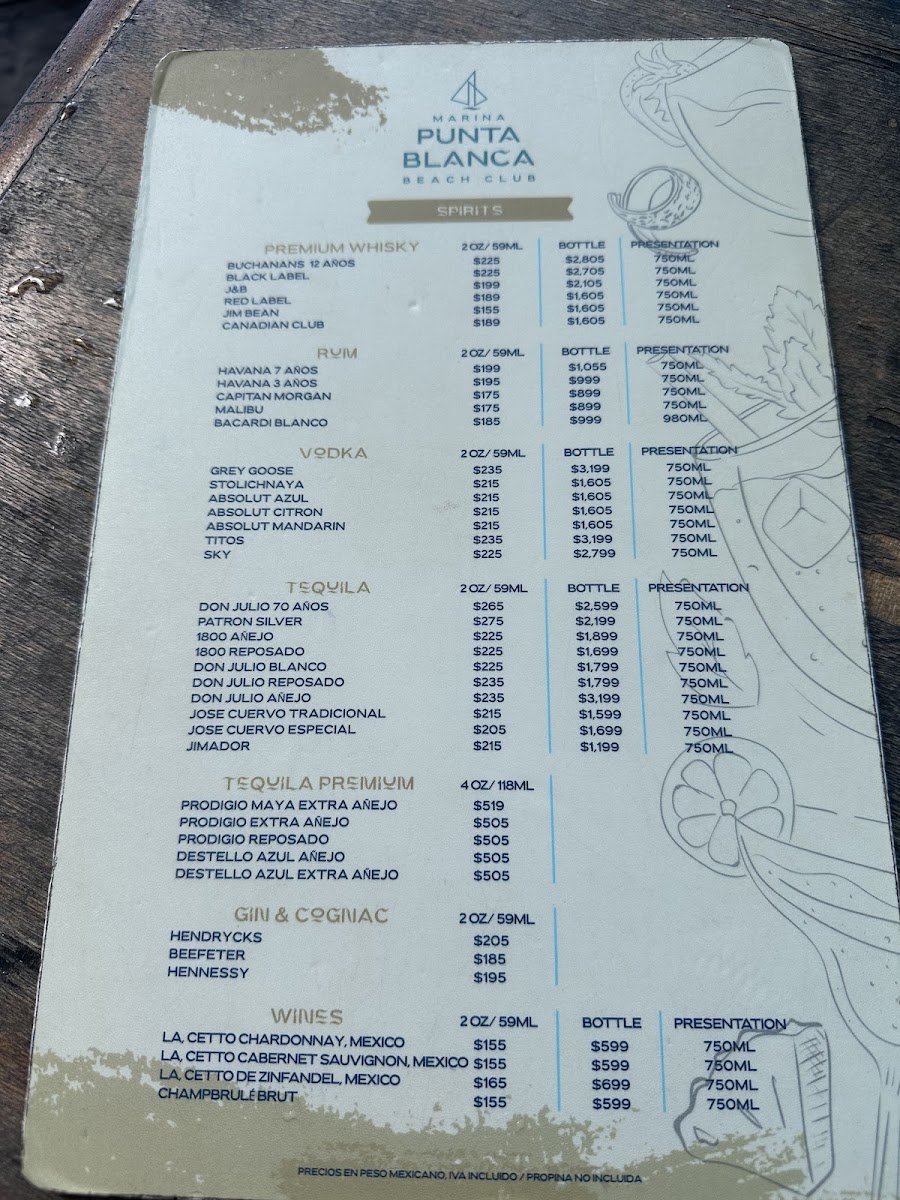 MARINA
PUNTA
BLANCA
BEACH CLUB
SPIRITS
PREMIUM WHISKY 2 OZ/ 59ML BOTTLE PRESENTATION
BUCHANANS 12 AÑOS $225 $2,805 750ML
BLACK LABEL $225 $2,705 750ML
J&B $199 $2,105 750ML
RED LABEL $189 $1,605 750ML
JIM BEAN $155 $1,605 750ML
CANADIAN CLUB $189 $1,605 750ML
RUM 2 OZ/ 59ML BOTTLE PRESENTATION
HAVANA 7 AÑOS $199 $1,055 750ML
HAVANA 3 AÑOS $195 $999 750ML
CAPITAN MORGAN $175 $899 750ML
MALIBU $175 $899 750ML
BACARDI BLANCO $185 $999 980ML
VODKA 2 OZ/ 59ML BOTTLE PRESENTATION
GREY GOOSE $235 $3,199 750ML
STOLICHNAYA $215 $1,605 750ML
ABSOLUT AZUL $215 $1,605 750ML
ABSOLUT CITRON $215 $1,605 750ML
ABSOLUT MANDARIN $215 $1,605 750ML
TITOS $235 $3,199 750ML
SKY $225 $2,799 750ML
TEQUILA 2 OZ/ 59ML BOTTLE PRESENTATION
DON JULIO 70 AÑOS $265 $2,599 750ML
PATRON SILVER $275 $2,199 750ML
1800 AÑEJO $225 $1,899 750ML
1800 REPOSADO $225 $1,699 750ML
DON JULIO BLANCO $225 $1,799 750ML
DON JULIO REPOSADO $235 $1,799 750ML
DON JULIO AÑEJO $235 $3,199 750ML
JOSE CUERVO TRADICIONAL $215 $1,599 750ML
JOSE CUERVO ESPECIAL $205 $1,699 750ML
JIMADOR $215 $1,199 750ML
TEQUILA PREMIUM 4 OZ/ 118ML
PRODIGIO MAYA EXTRA AÑEJO $519
PRODIGIO EXTRA AÑEJO $505
PRODIGIO REPOSADO $505
DESTELLO AZUL AÑEJO $505
DESTELLO AZUL EXTRA AÑEJO $505
GIN & COGNAC 2 OZ/ 59ML
HENDRYCKS $205
BEEFETER $185
HENNESSY $195
WINES 2 OZ/ 59ML BOTTLE PRESENTATION
LA, CETTO CHARDONNAY, MEXICO $155 $599 750ML
LA, CETTO CABERNET SAUVIGNON, MEXICO $155 $599 750ML
LA, CETTO DE ZINFANDEL, MEXICO $165 $699 750ML
CHAMPBRULÉ BRUT $155 $599 750ML
PRECIOS EN PESO MEXICANO, IVA INCLUIDO / PROPINA NO INCLUIDA